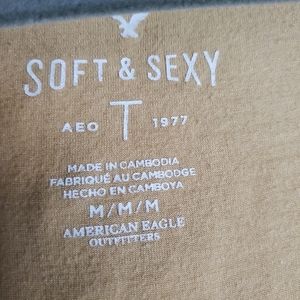 SOFT & SEXY
AEO T 1977
MADE IN CAMBODIA
FABRIQUÉ AU CAMBODGE
HECHO EN CAMBOYA
M/M/M
AMERICAN EAGLE
OUTFITTERS